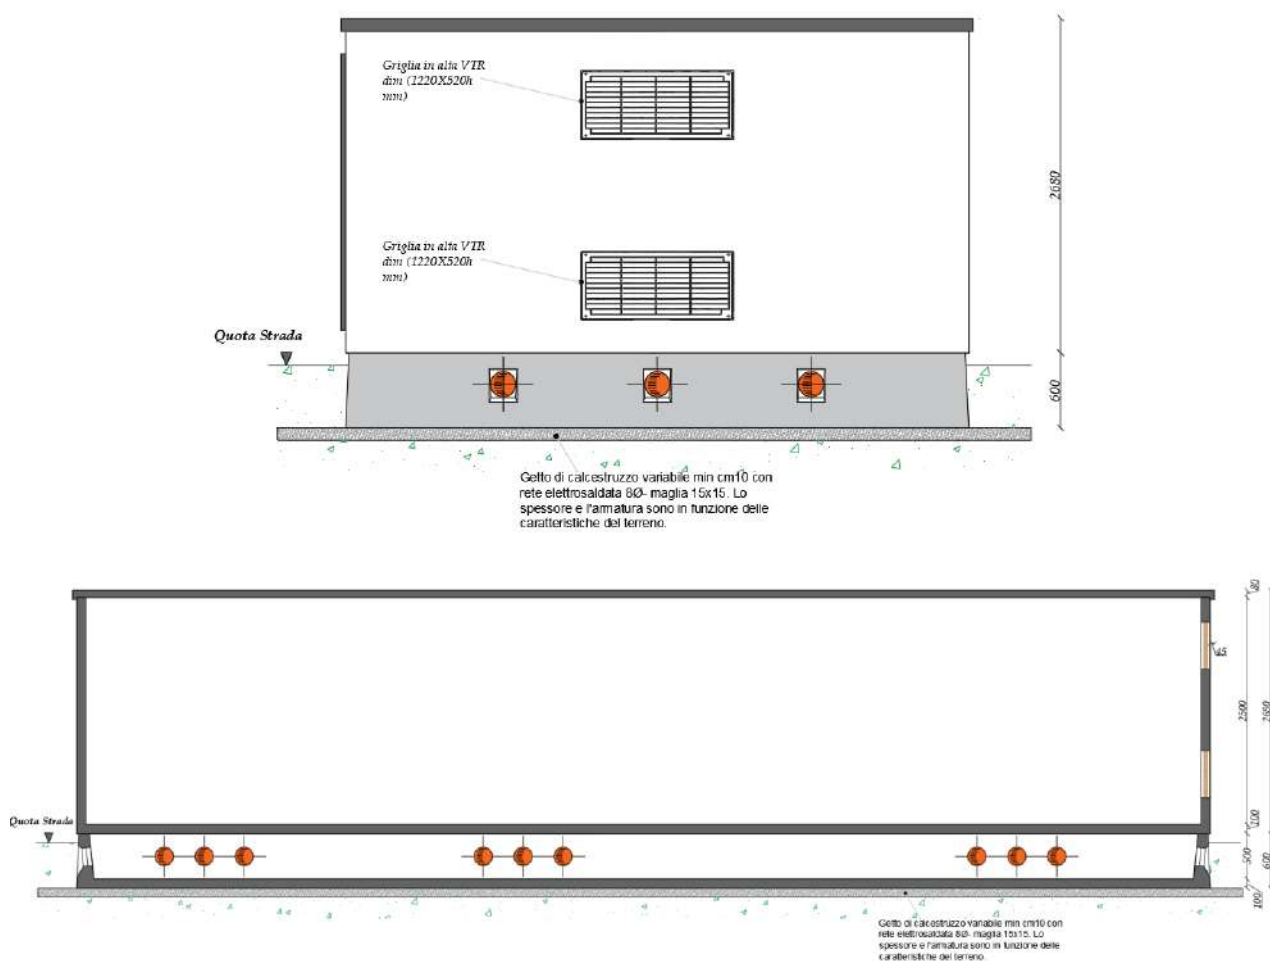 Griglia in alta VTR
dim (1220X520h
mm)
2680
Griglia in alta VTR
dim (1220X520h
mm)
Quota Strada
600
Getto di calcestruzzo variabile min cm10 con
rete elettrosaldata 8Ø- maglia 15x15. Lo
spessore e l'armatura sono in funzione delle
caratteristiche del terreno.
80
45
2500
2680
Quota Strada
100
500
600
100
Getto di calcestruzzo variabile min cm10 con
rete elettrosaldata 8Ø- maglia 15x15. Lo
spessore e l'armatura sono in funzione delle
caratteristiche del terreno.